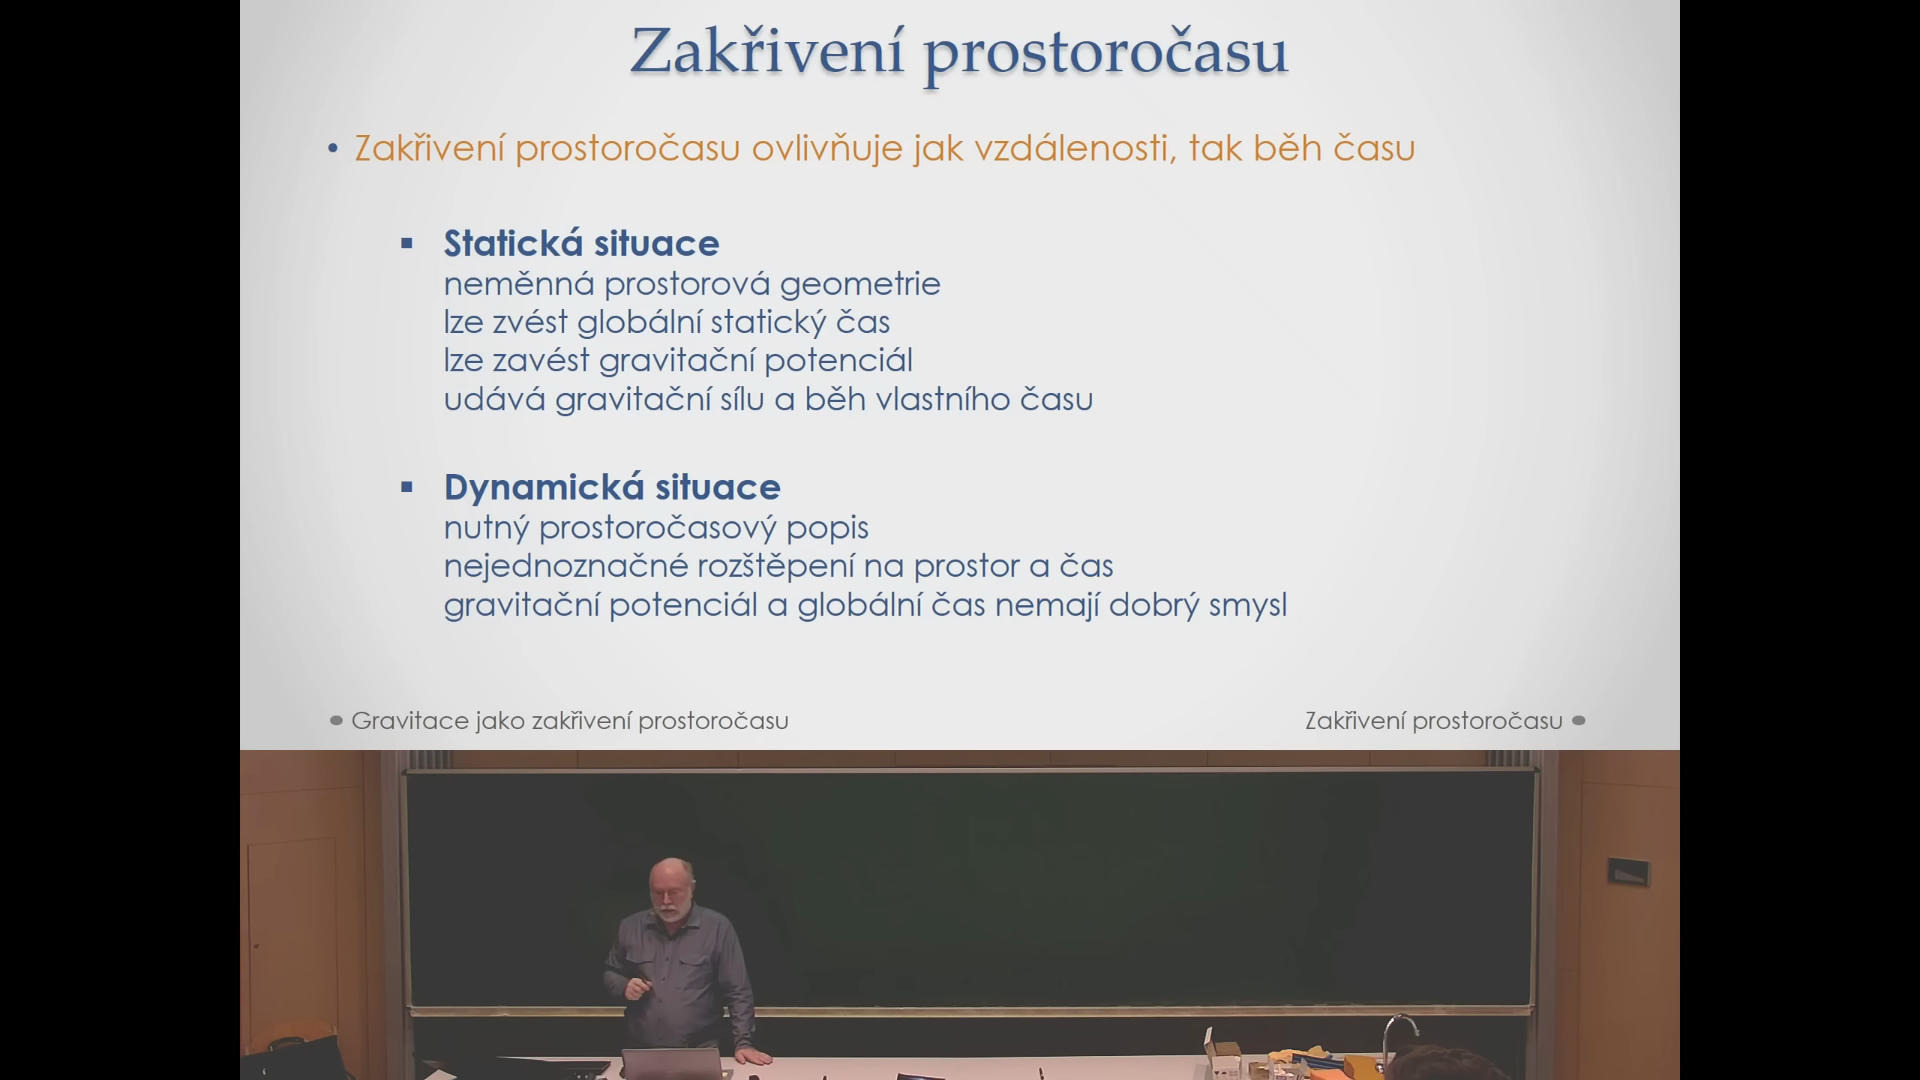 Zakřivení prostoročasu
• Zakřivení prostoročasu ovlivňuje jak vzdálenosti, tak běh času
▪ Statická situace
neměnná prostorová geometrie
lze zvést globální statický čas
lze zavést gravitační potenciál
udává gravitační sílu a běh vlastního času
▪ Dynamická situace
nutný prostoročasový popis
nejednoznačné rozštěpení na prostor a čas
gravitační potenciál a globální čas nemají dobrý smysl
Gravitace jako zakřivení prostoročasu
Zakřivení prostoročasu